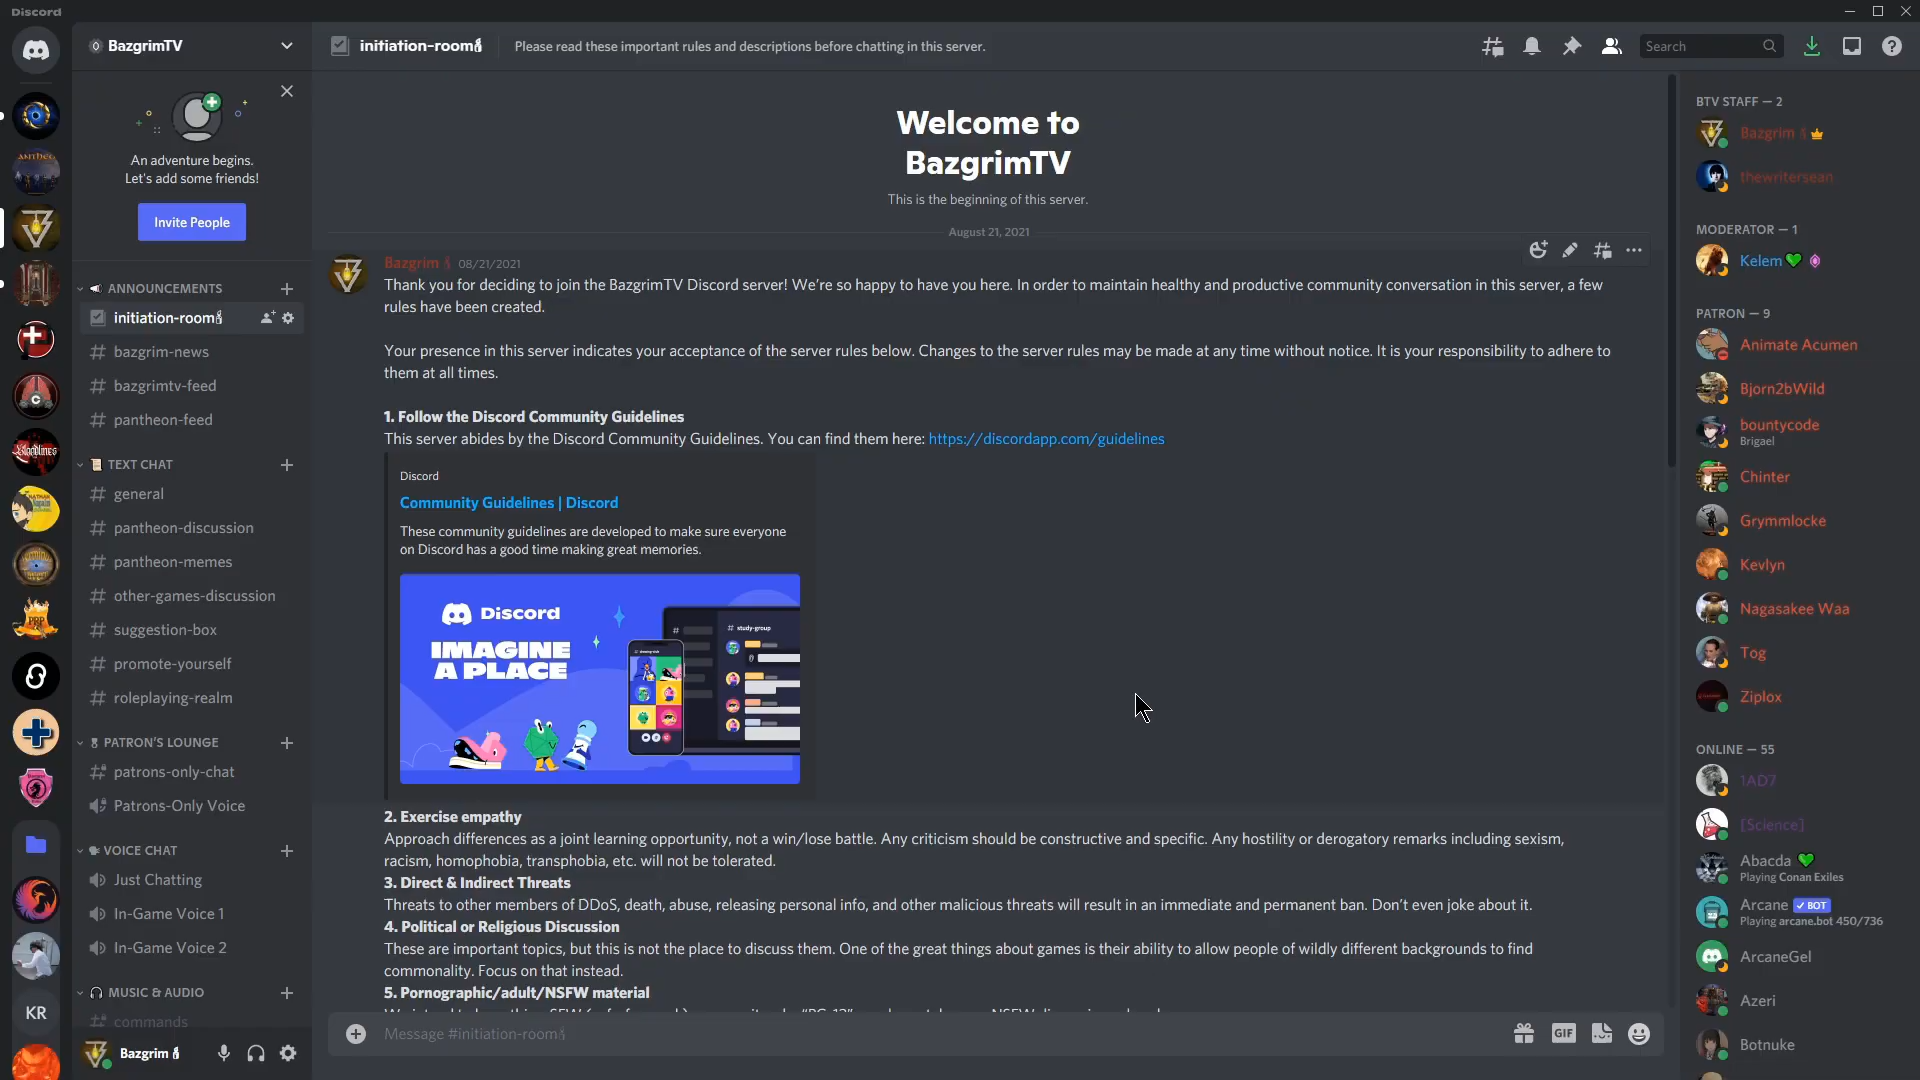 Discord
BazgrimTV
An adventure begins.
Let's add some friends!
Invite People
ANNOUNCEMENTS
initiation-room
bazgrim-news
bazgrimtv-feed
pantheon-feed
TEXT CHAT
general
pantheon-discussion
pantheon-memes
other-games-discussion
suggestion-box
promote-yourself
roleplaying-realm
PATRON'S LOUNGE
patrons-only-chat
Patrons-Only Voice
VOICE CHAT
Just Chatting
In-Game Voice 1
In-Game Voice 2
MUSIC & AUDIO
commands
KR
Bazgrim
initiation-room
Please read these important rules and descriptions before chatting in this server.
Search
Welcome to
BazgrimTV
This is the beginning of this server.
August 21, 2021
Bazgrim 08/21/2021
Thank you for deciding to join the BazgrimTV Discord server! We're so happy to have you here. In order to maintain healthy and productive community conversation in this server, a few
rules have been created.
Your presence in this server indicates your acceptance of the server rules below. Changes to the server rules may be made at any time without notice. It is your responsibility to adhere to
them at all times.
1. Follow the Discord Community Guidelines
This server abides by the Discord Community Guidelines. You can find them here: https://discordapp.com/guidelines
Discord
Community Guidelines | Discord
These community guidelines are developed to make sure everyone
on Discord has a good time making great memories.
Discord
IMAGINE
A PLACE
# study-group
2. Exercise empathy
Approach differences as a joint learning opportunity, not a win/lose battle. Any criticism should be constructive and specific. Any hostility or derogatory remarks including sexism,
racism, homophobia, transphobia, etc. will not be tolerated.
3. Direct & Indirect Threats
Threats to other members of DDoS, death, abuse, releasing personal info, and other malicious threats will result in an immediate and permanent ban. Don't even joke about it.
4. Political or Religious Discussion
These are important topics, but this is not the place to discuss them. One of the great things about games is their ability to allow people of wildly different backgrounds to find
commonality. Focus on that instead.
5. Pornographic/adult/NSFW material
Message #initiation-room
GIF
BTV STAFF — 2
Bazgrim
thewritersean
MODERATOR — 1
Kelem
PATRON — 9
Animate Acumen
Bjorn2bWild
bountycode
Brigael
Chinter
Grymmlocke
Kevlyn
Nagasakee Waa
Tog
Ziplox
ONLINE — 55
1AD7
[Science]
Abacda
Playing Conan Exiles
Arcane BOT
Playing arcane.bot 450/736
ArcaneGel
Azeri
Botnuke